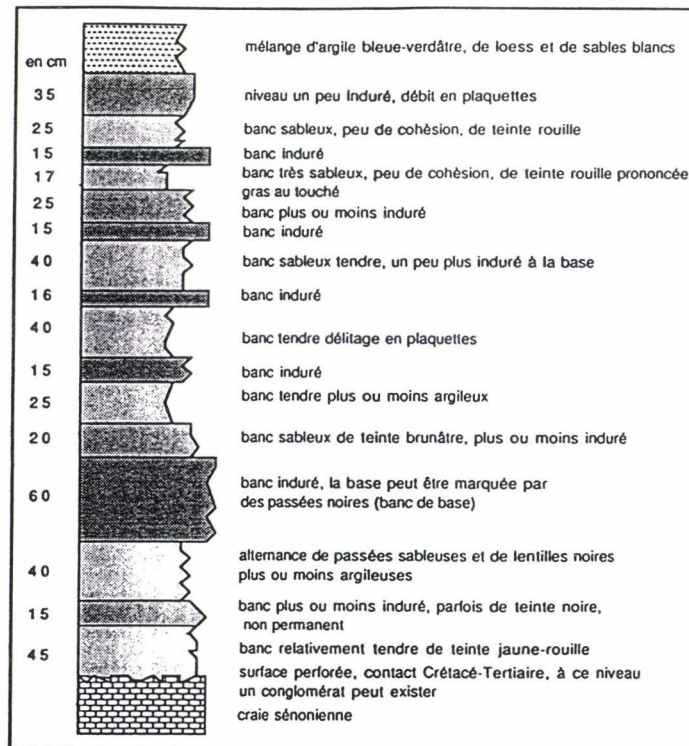 mélange d'argile bleue-verdâtre, de loess et de sables blancs
en cm
35 niveau un peu Induré, débit en plaquettes
25 banc sableux, peu de cohèsion, de teinte rouille
15 banc induré
17 banc très sableux, peu de cohèsion, de teinte rouille prononcée
gras au touché
25 banc plus ou moins induré
15 banc induré
40 banc sableux tendre, un peu plus induré à la base
16 banc induré
40 banc tendre délitage en plaquettes
15 banc induré
25 banc tendre plus ou moins argileux
20 banc sableux de teinte brunâtre, plus ou moins induré
60 banc induré, la base peut être marquée par
des passées noires (banc de base)
40 alternance de passées sableuses et de lentilles noires
plus ou moins argileuses
15 banc plus ou moins induré, parfois de teinte noire,
non permanent
45 banc relativement tendre de teinte jaune-rouille
surface perforée, contact Crétacé-Tertiaire, à ce niveau
un conglomérat peut exister
craie sénonienne